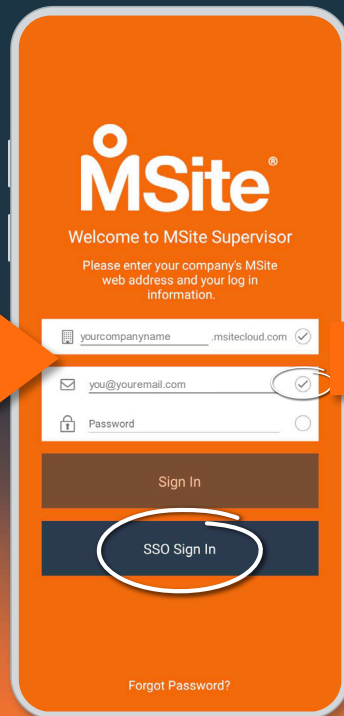 MSite®
Welcome to MSite Supervisor
Please enter your company's MSite
web address and your log in
information.
yourcompanyname .msitecloud.com
you@youremail.com
Password
Sign In
SSO Sign In
Forgot Password?